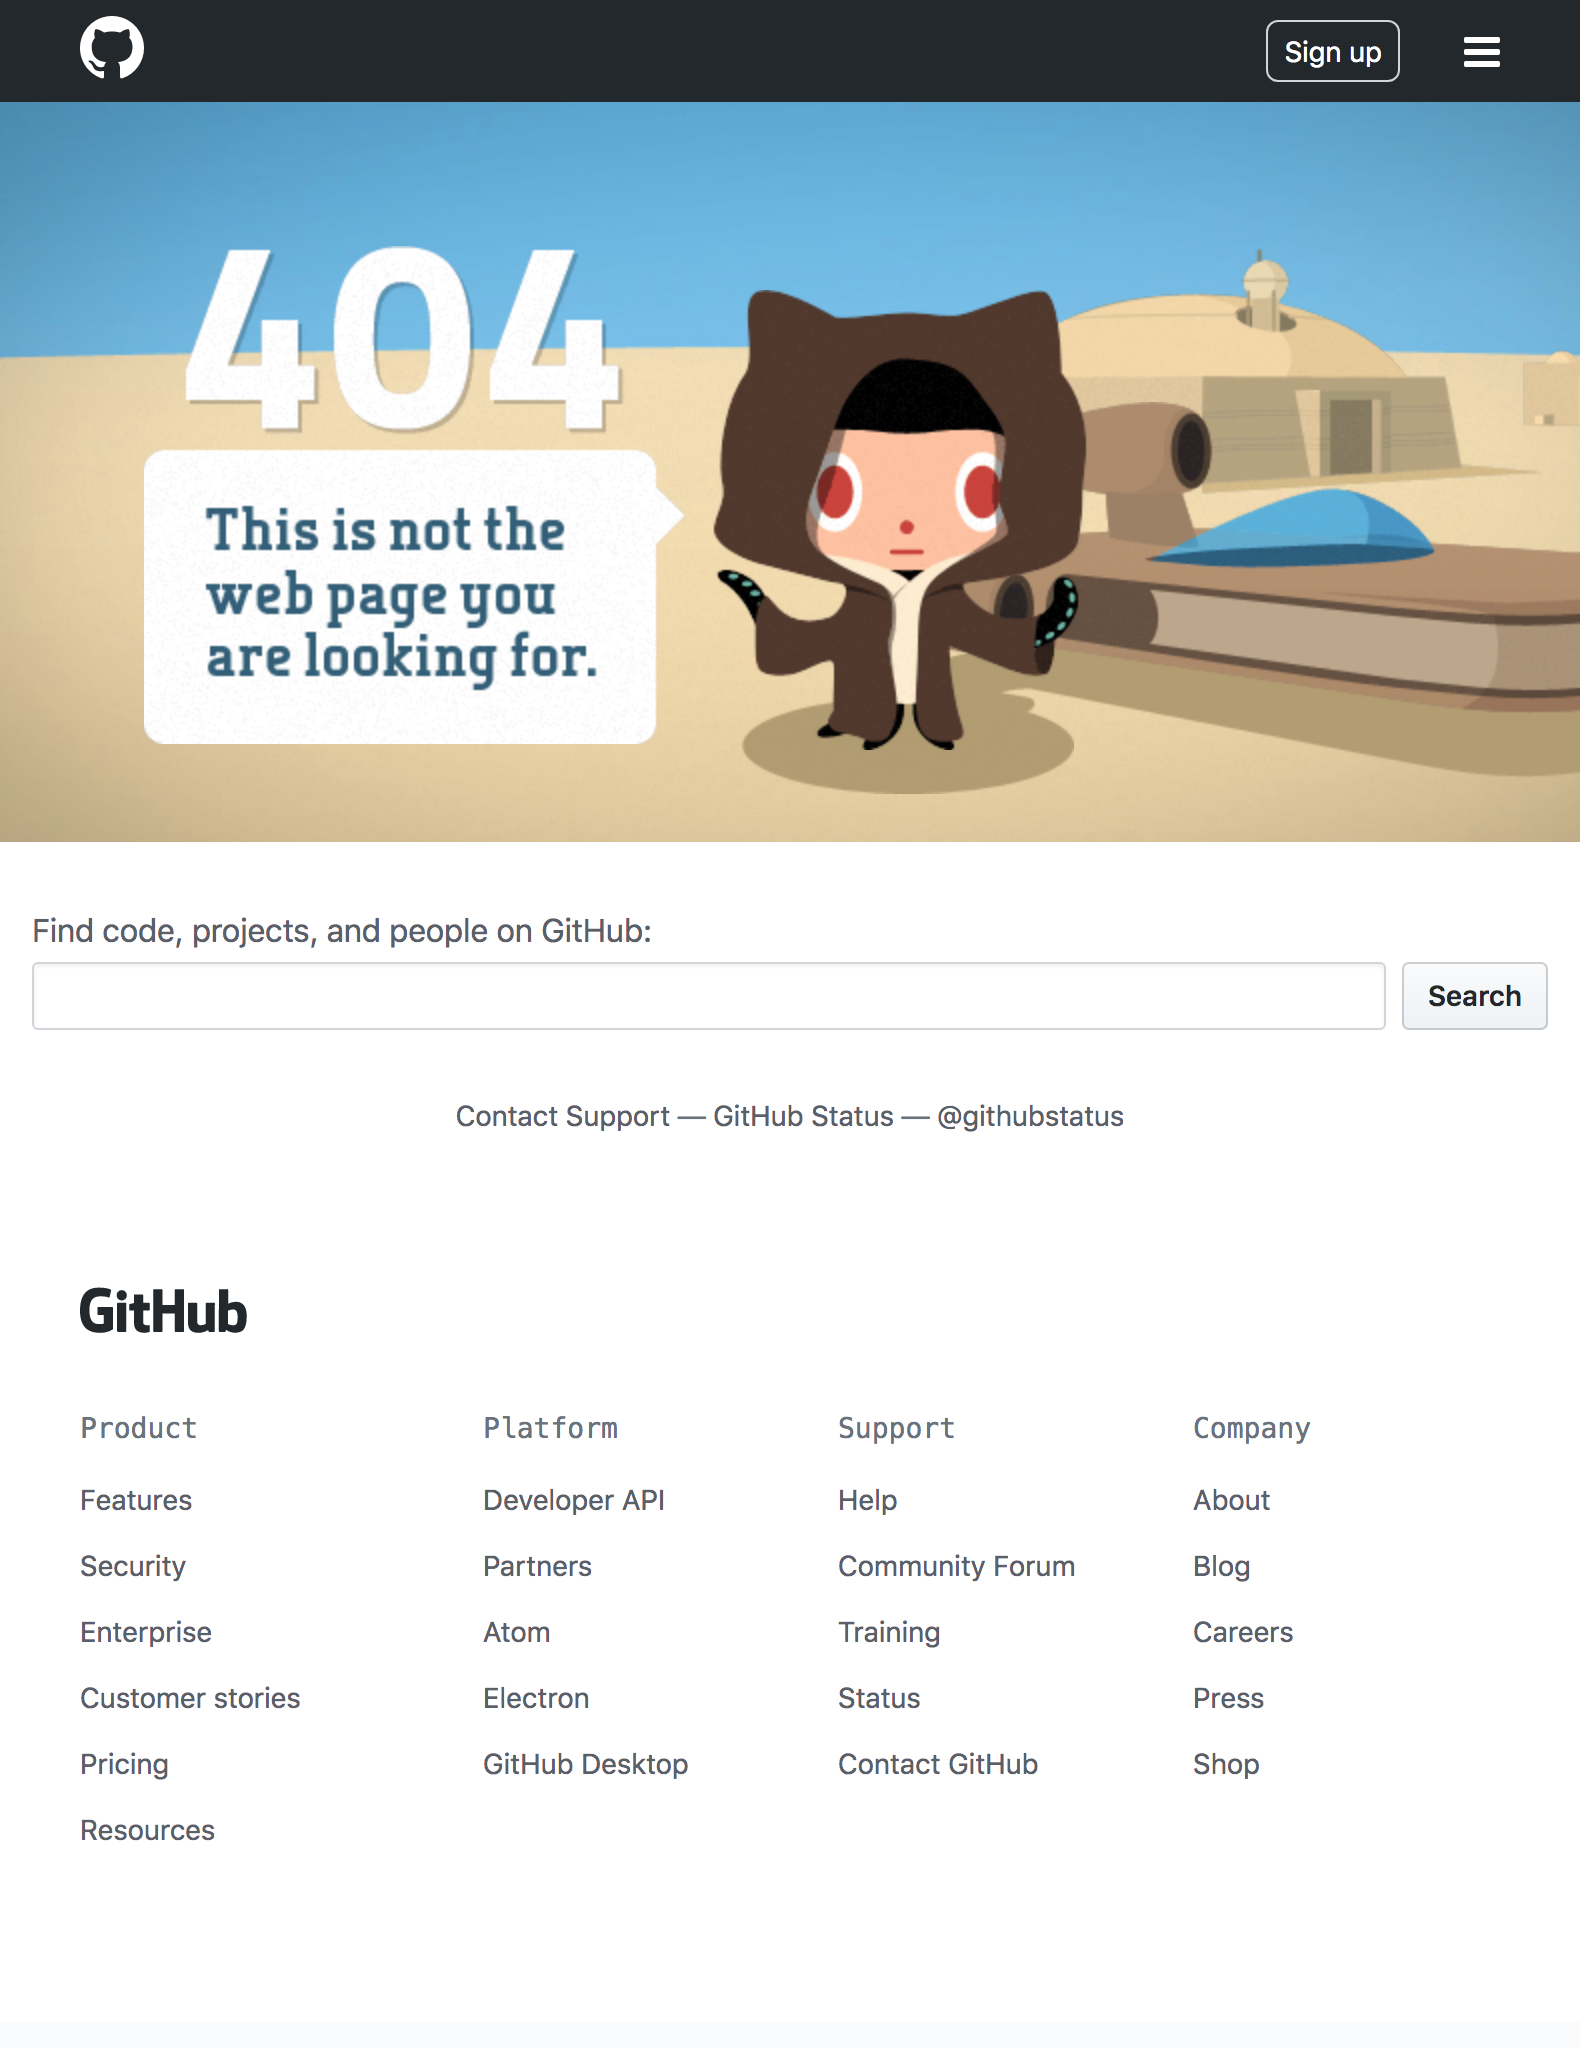 Sign up
404
This is not the
web page you
are looking for.
Find code, projects, and people on GitHub:
Search
Contact Support — GitHub Status — @githubstatus
GitHub
Product
Features
Security
Enterprise
Customer stories
Pricing
Resources
Platform
Developer API
Partners
Atom
Electron
GitHub Desktop
Support
Help
Community Forum
Training
Status
Contact GitHub
Company
About
Blog
Careers
Press
Shop